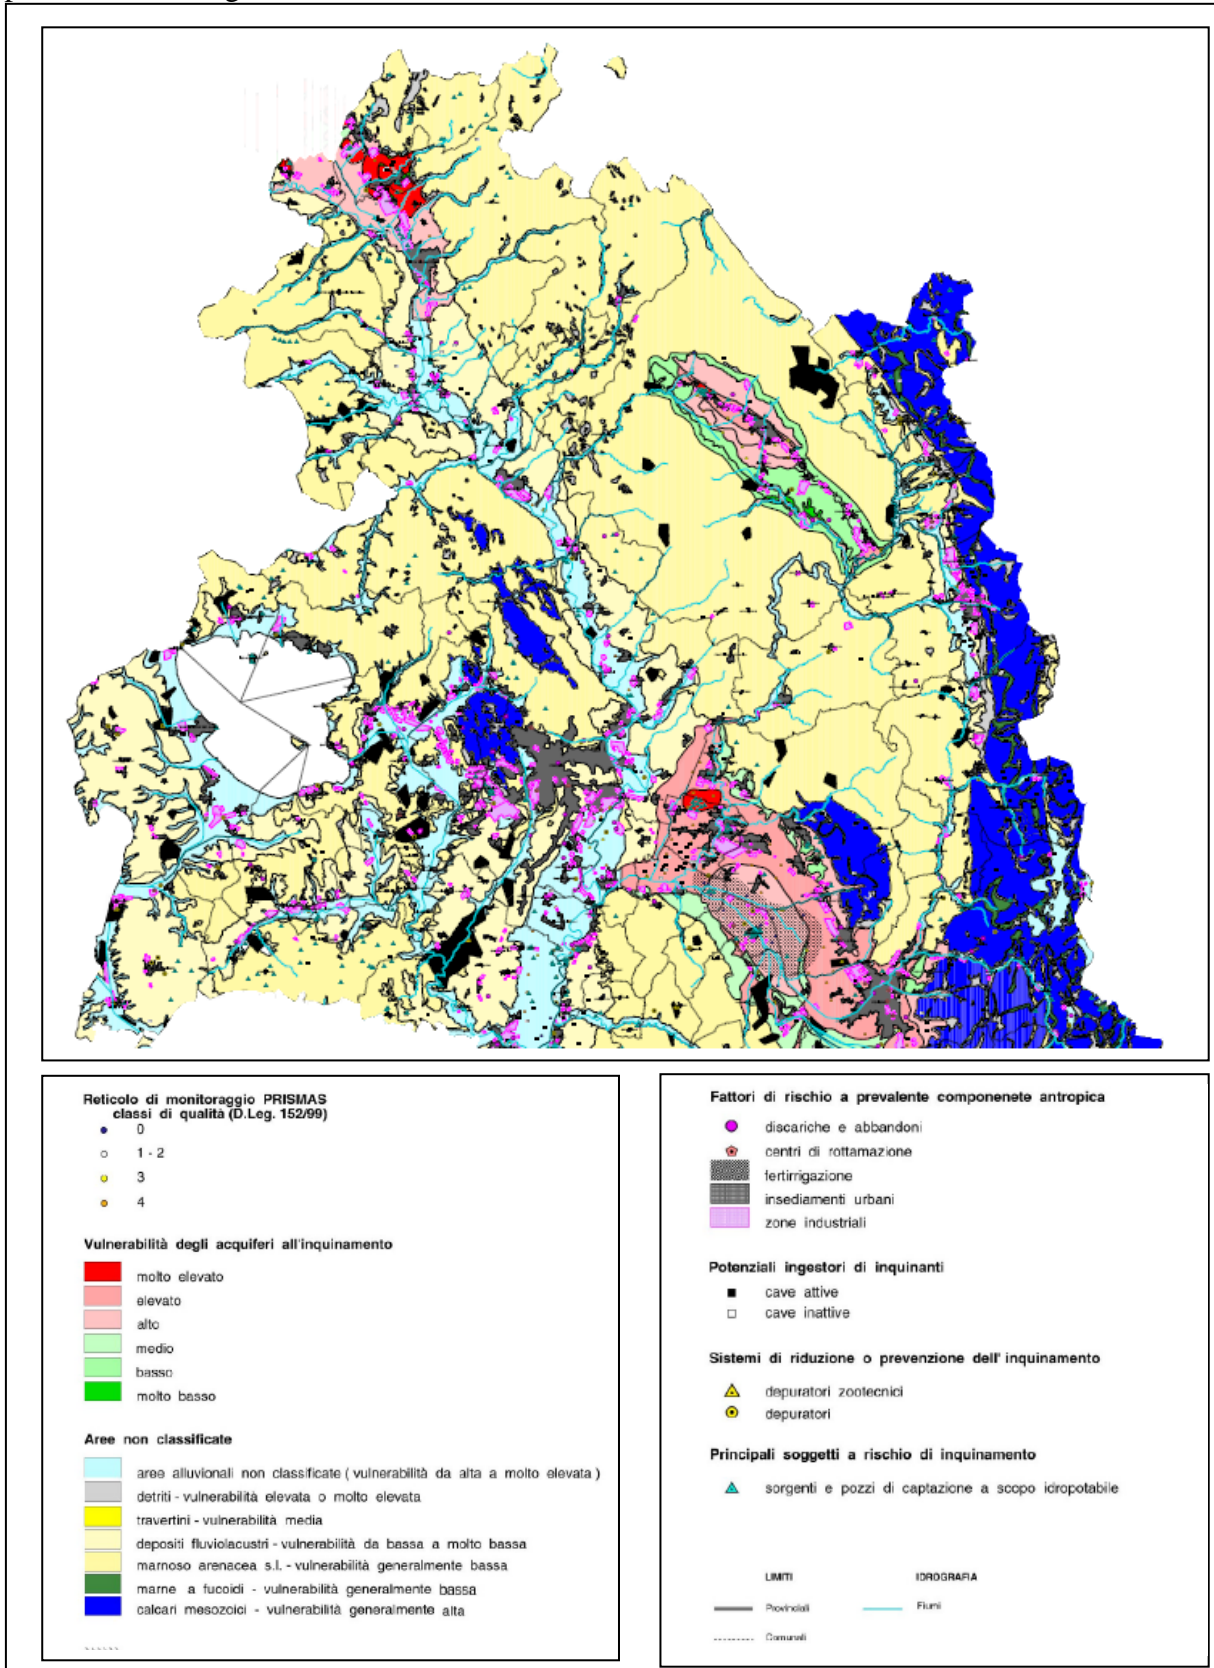 Reticolo di monitoraggio PRISMAS
classi di qualità (D.Leg. 152/99)
0
1 - 2
3
4
Vulnerabilità degli acquiferi all'inquinamento
molto elevato
elevato
alto
medio
basso
molto basso
Aree non classificate
aree alluvionali non classificate ( vulnerabilità da alta a molto elevata )
detriti - vulnerabilità elevata o molto elevata
travertini - vulnerabilità media
depositi fluviolacustri - vulnerabilità da bassa a molto bassa
marnoso arenacea s.l. - vulnerabilità generalmente bassa
marne a fucoidi - vulnerabilità generalmente bassa
calcari mesozoici - vulnerabilità generalmente alta
Fattori di rischio a prevalente componenete antropica
discariche e abbandoni
centri di rottamazione
fertirrigazione
insediamenti urbani
zone industriali
Potenziali ingestori di inquinanti
cave attive
cave inattive
Sistemi di riduzione o prevenzione dell'inquinamento
depuratori zootecnici
depuratori
Principali soggetti a rischio di inquinamento
sorgenti e pozzi di captazione a scopo idropotabile
LIMITI IDROGRAFIA
Provinciali Fiumi
Comunali